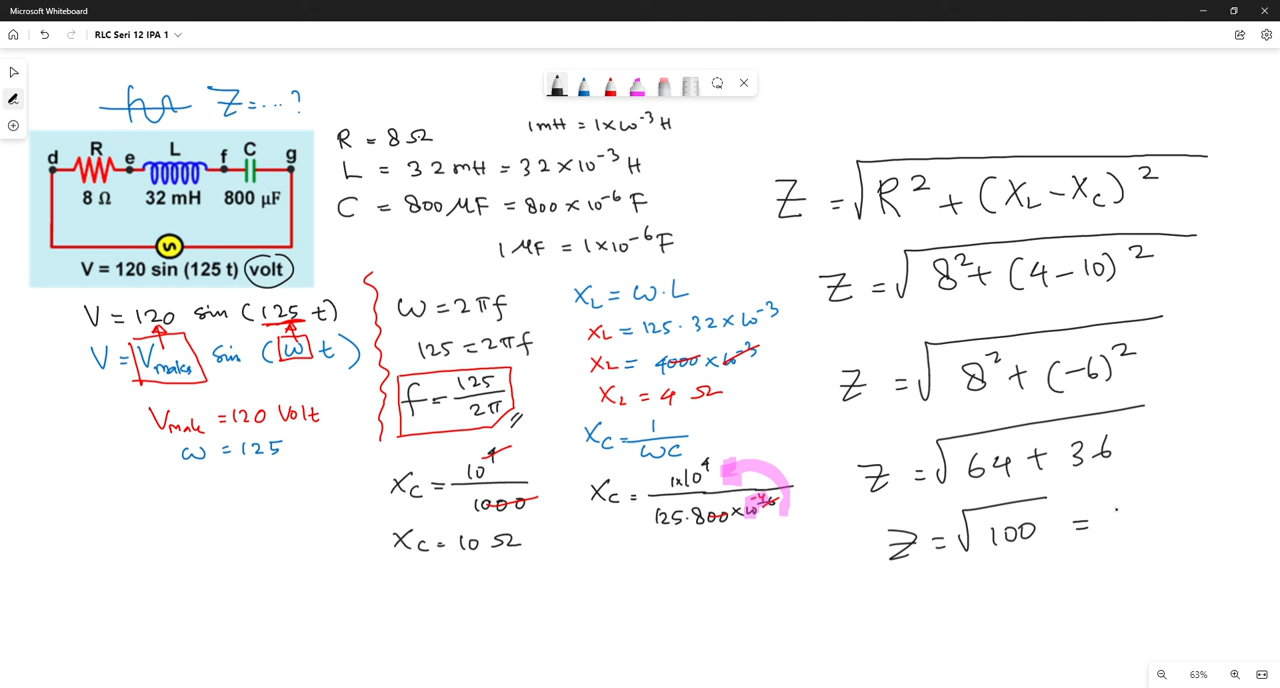 Microsoft Whiteboard
RLC Seri 12 IPA 1
Z = ... ?
d R e L f C g
8 Ω 32 mH 800 μF
V = 120 sin (125 t) volt
V = 120 sin (125 t)
V = Vmaks sin (ω t)
Vmak = 120 Volt
ω = 125
R = 8 Ω
1 mH = 1 x 10⁻³ H
L = 32 mH = 32 x 10⁻³ H
C = 800 μF = 800 x 10⁻⁶ F
1 μF = 1 x 10⁻⁶ F
ω = 2πf
125 = 2πf
f = 125 / 2π
Xc = 10⁴ / 1000
Xc = 10 Ω
XL = ω . L
XL = 125 . 32 x 10⁻³
XL = 4000 x 10⁻³
XL = 4 Ω
Xc = 1 / ωC
Xc = 1x10⁴ / 125 . 800 x 10⁻⁴ ⁻⁶
Z = √R² + (XL - Xc)²
Z = √8² + (4 - 10)²
Z = √8² + (-6)²
Z = √64 + 36
Z = √100 =
63%